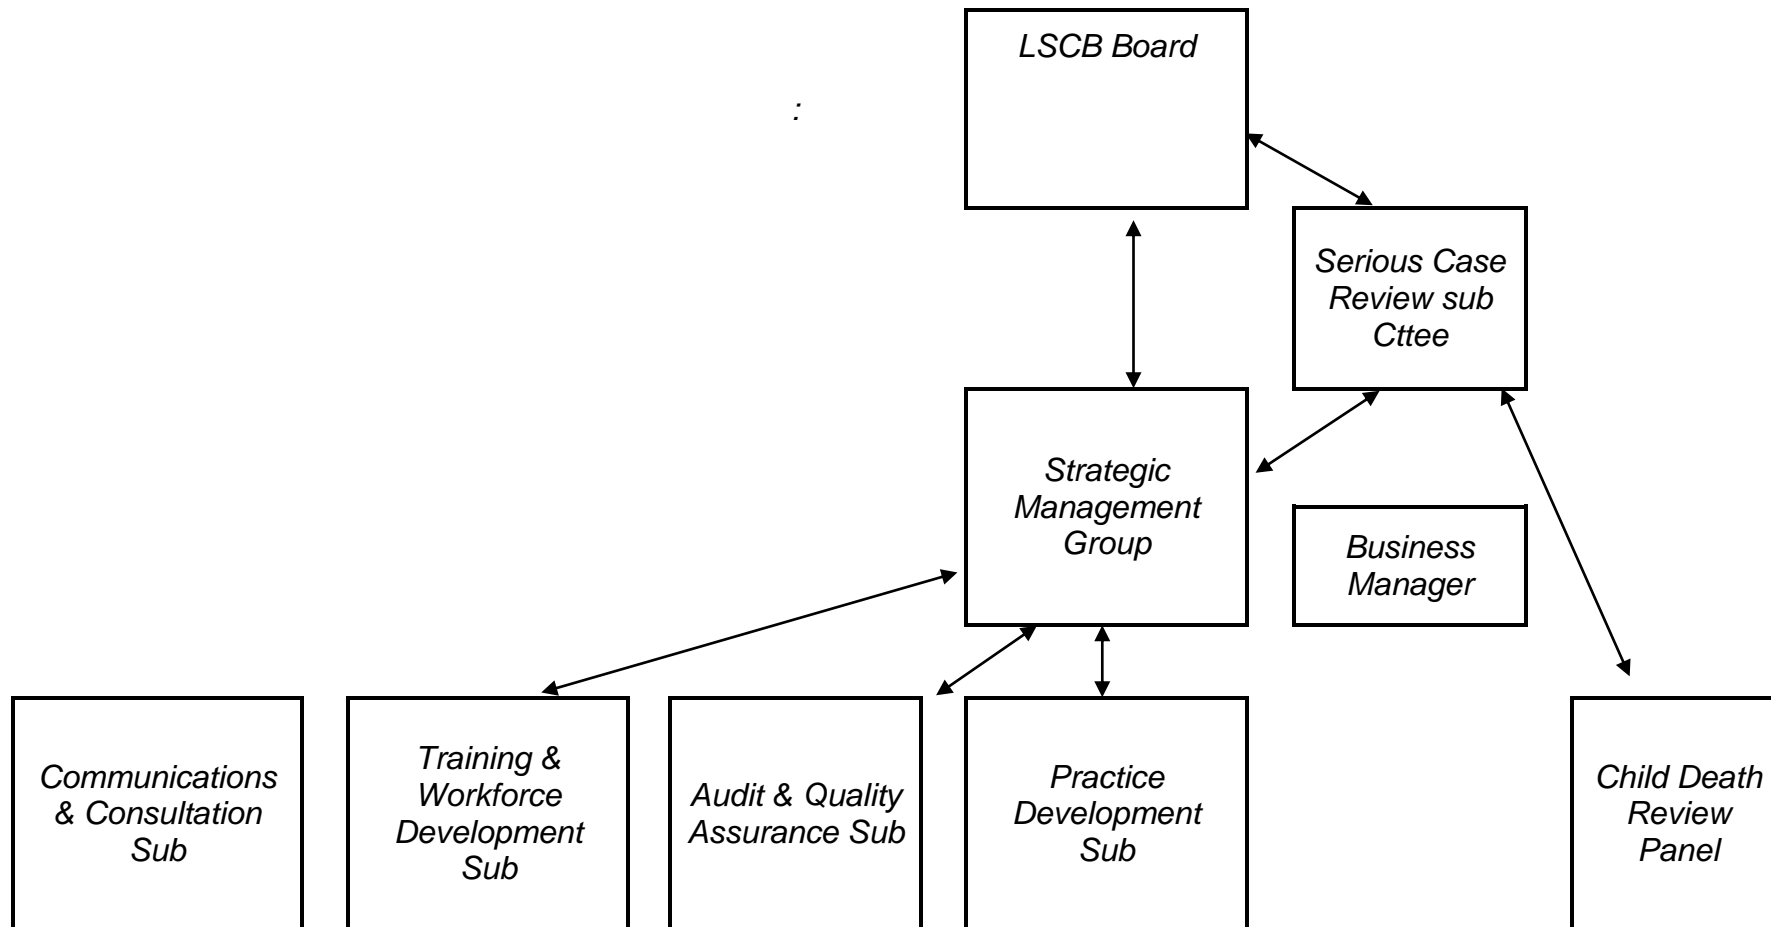 LSCB Board
:
Serious Case
Review sub
Cttee
Strategic
Management
Group
Business
Manager
Communications
& Consultation
Sub
Training &
Workforce
Development
Sub
Audit & Quality
Assurance Sub
Practice
Development
Sub
Child Death
Review
Panel